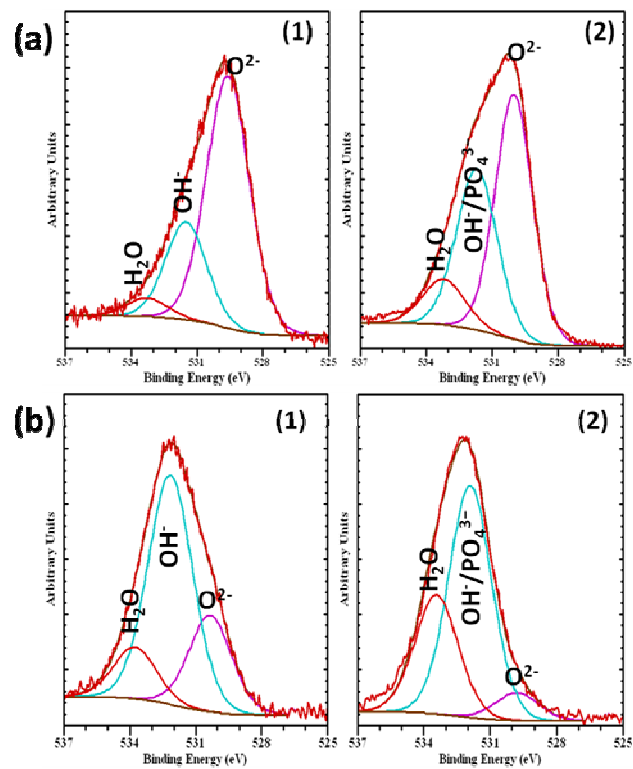 (a)
(1)
O²⁻
OH⁻
H₂O
Arbitrary Units
537 534 531 528 525
Binding Energy (eV)
(2)
O²⁻
OH⁻/PO₄³⁻
H₂O
Arbitrary Units
537 534 531 528 525
Binding Energy (eV)
(b)
(1)
OH⁻
H₂O
O²⁻
Arbitrary Units
537 534 531 528 525
Binding Energy (eV)
(2)
H₂O
OH⁻/PO₄³⁻
O²⁻
Arbitrary Units
537 534 531 528 525
Binding Energy (eV)